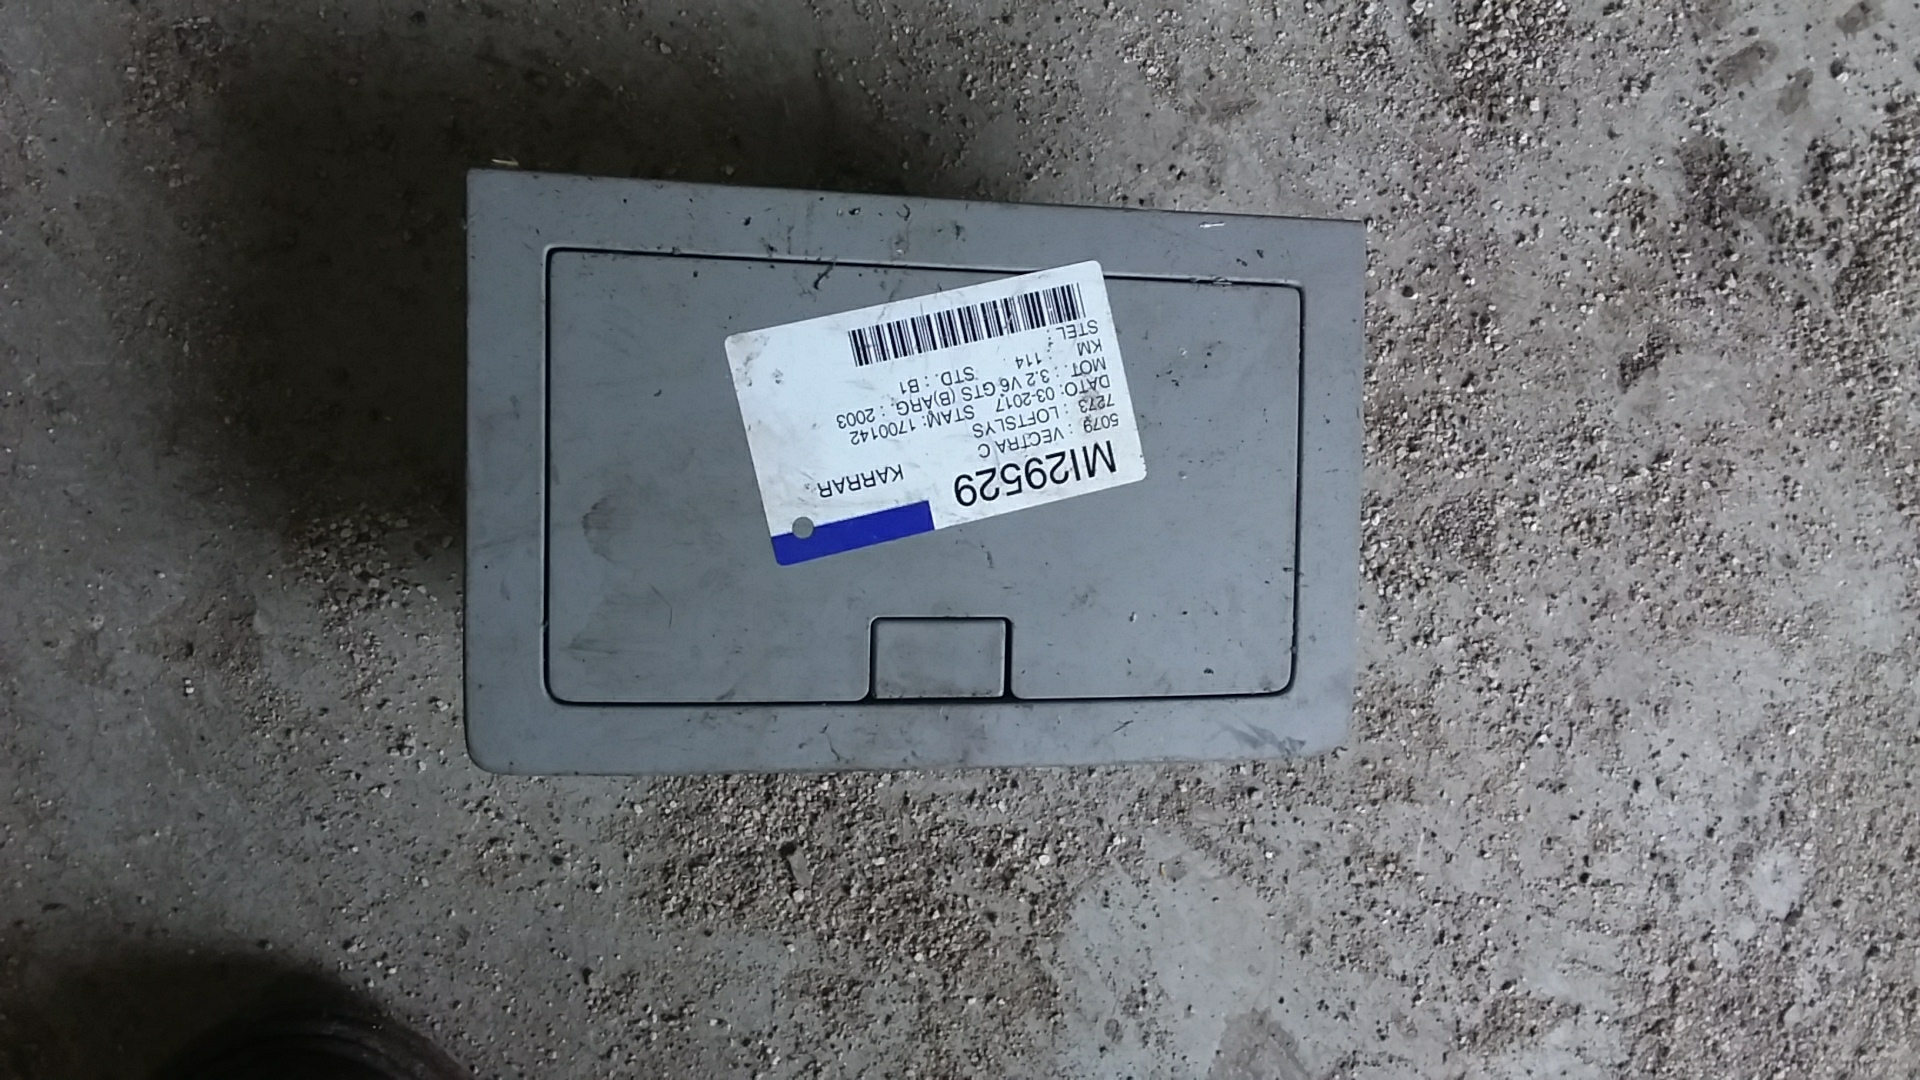 MI29529 KARRAR
5079 : VECTRA C
7273 : LOFTSLYS
DATO: 03-2017 STAM: 1700142
MOT. : 3.2 V6 GTS (B)ARG. : 2003
KM : 114 STD. : B1
STEL :